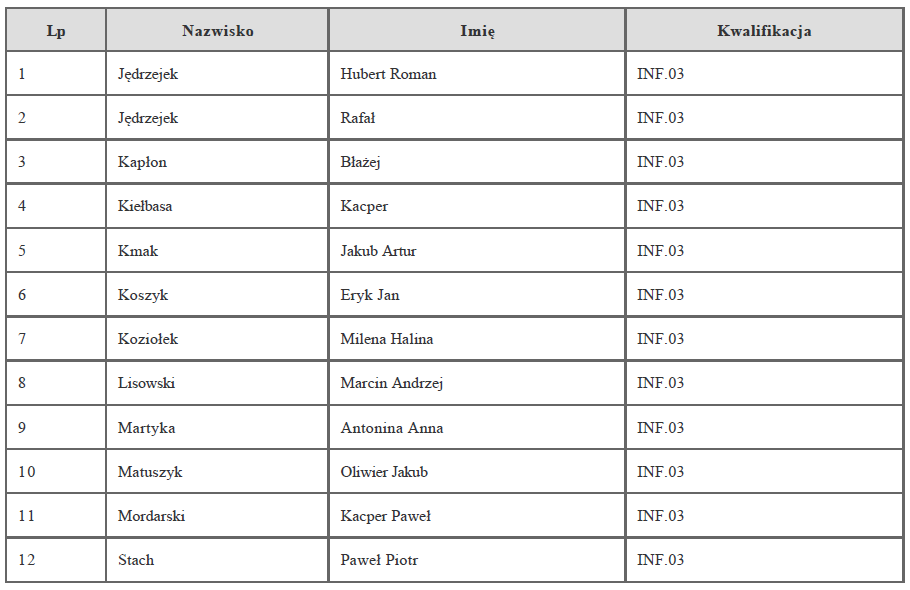 Lp Nazwisko Imię Kwalifikacja
1 Jędrzejek Hubert Roman INF.03
2 Jędrzejek Rafał INF.03
3 Kapłon Błażej INF.03
4 Kiełbasa Kacper INF.03
5 Kmak Jakub Artur INF.03
6 Koszyk Eryk Jan INF.03
7 Koziołek Milena Halina INF.03
8 Lisowski Marcin Andrzej INF.03
9 Martyka Antonina Anna INF.03
10 Matuszyk Oliwier Jakub INF.03
11 Mordarski Kacper Paweł INF.03
12 Stach Paweł Piotr INF.03